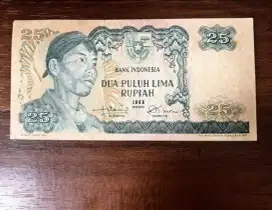 25 25
BANK INDONESIA
DUA PULUH LIMA
RUPIAH
1968
25 25